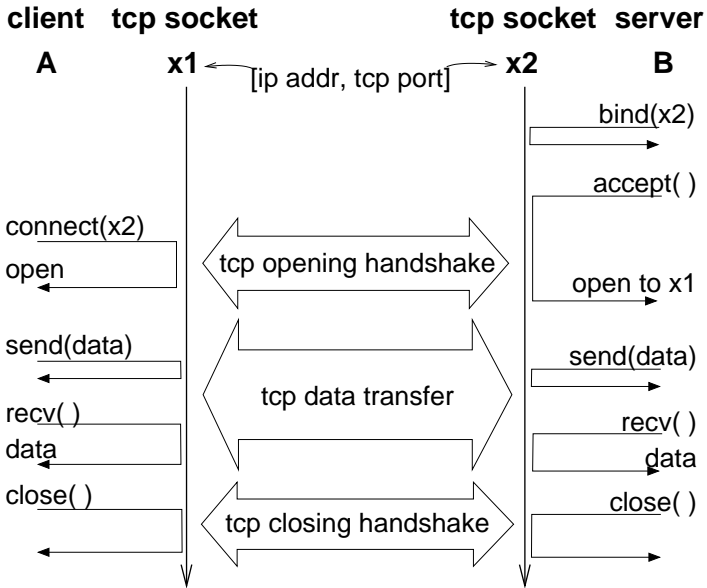 client tcp socket tcp socket server
A x1 [ip addr, tcp port] x2 B
bind(x2)
accept( )
connect(x2)
open
tcp opening handshake
open to x1
send(data)
send(data)
tcp data transfer
recv( )
recv( )
data
data
close( )
close( )
tcp closing handshake